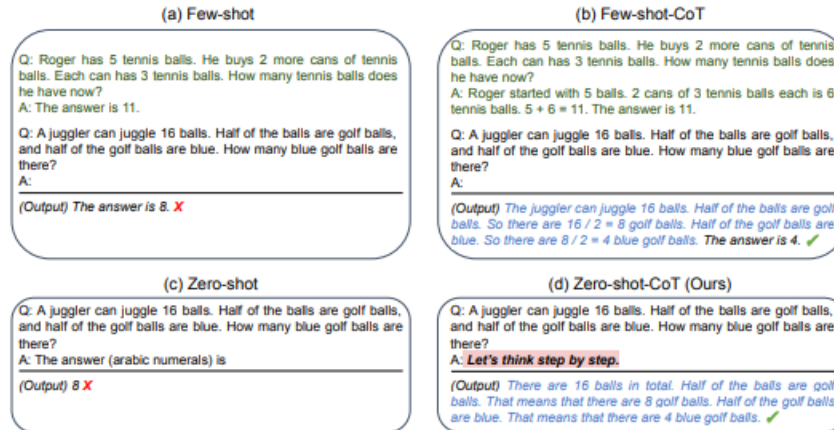 (a) Few-shot
Q: Roger has 5 tennis balls. He buys 2 more cans of tennis
balls. Each can has 3 tennis balls. How many tennis balls does
he have now?
A: The answer is 11.
Q: A juggler can juggle 16 balls. Half of the balls are golf balls,
and half of the golf balls are blue. How many blue golf balls are
there?
A:
(Output) The answer is 8. X
(b) Few-shot-CoT
Q: Roger has 5 tennis balls. He buys 2 more cans of tennis
balls. Each can has 3 tennis balls. How many tennis balls does
he have now?
A: Roger started with 5 balls. 2 cans of 3 tennis balls each is 6
tennis balls. 5 + 6 = 11. The answer is 11.
Q: A juggler can juggle 16 balls. Half of the balls are golf balls,
and half of the golf balls are blue. How many blue golf balls are
there?
A:
(Output) The juggler can juggle 16 balls. Half of the balls are golf
balls. So there are 16 / 2 = 8 golf balls. Half of the golf balls are
blue. So there are 8 / 2 = 4 blue golf balls. The answer is 4. ✓
(c) Zero-shot
Q: A juggler can juggle 16 balls. Half of the balls are golf balls,
and half of the golf balls are blue. How many blue golf balls are
there?
A: The answer (arabic numerals) is
(Output) 8 X
(d) Zero-shot-CoT (Ours)
Q: A juggler can juggle 16 balls. Half of the balls are golf balls,
and half of the golf balls are blue. How many blue golf balls are
there?
A: Let's think step by step.
(Output) There are 16 balls in total. Half of the balls are golf
balls. That means that there are 8 golf balls. Half of the golf balls
are blue. That means that there are 4 blue golf balls. ✓